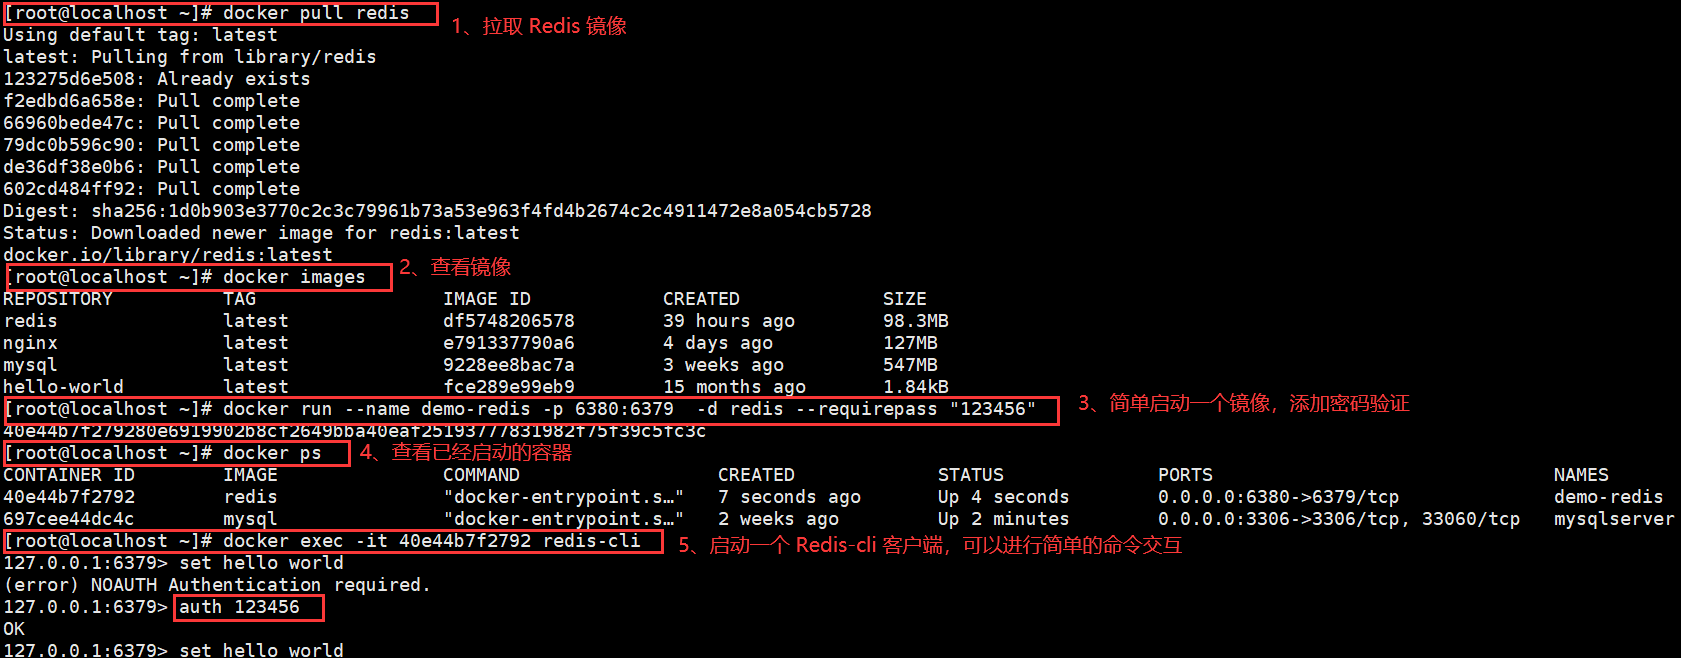 [root@localhost ~]# docker pull redis
1、拉取 Redis 镜像
Using default tag: latest
latest: Pulling from library/redis
123275d6e508: Already exists
f2edbd6a658e: Pull complete
66960bede47c: Pull complete
79dc0b596c90: Pull complete
de36df38e0b6: Pull complete
602cd484ff92: Pull complete
Digest: sha256:1d0b903e3770c2c3c79961b73a53e963f4fd4b2674c2c4911472e8a054cb5728
Status: Downloaded newer image for redis:latest
docker.io/library/redis:latest
[root@localhost ~]# docker images
2、查看镜像
REPOSITORY TAG IMAGE ID CREATED SIZE
redis latest df5748206578 39 hours ago 98.3MB
nginx latest e791337790a6 4 days ago 127MB
mysql latest 9228ee8bac7a 3 weeks ago 547MB
hello-world latest fce289e99eb9 15 months ago 1.84kB
[root@localhost ~]# docker run --name demo-redis -p 6380:6379  -d redis --requirepass "123456"
3、简单启动一个镜像，添加密码验证
40e44b7f279280e6919902b8cf2649bba40eaf25193777831982f75f39c5fc3c
[root@localhost ~]# docker ps
4、查看已经启动的容器
CONTAINER ID IMAGE COMMAND CREATED STATUS PORTS NAMES
40e44b7f2792 redis "docker-entrypoint.s…" 7 seconds ago Up 4 seconds 0.0.0.0:6380->6379/tcp demo-redis
697cee44dc4c mysql "docker-entrypoint.s…" 2 weeks ago Up 2 minutes 0.0.0.0:3306->3306/tcp, 33060/tcp mysqlserver
[root@localhost ~]# docker exec -it 40e44b7f2792 redis-cli
5、启动一个 Redis-cli 客户端，可以进行简单的命令交互
127.0.0.1:6379> set hello world
(error) NOAUTH Authentication required.
127.0.0.1:6379> auth 123456
OK
127.0.0.1:6379> set hello world